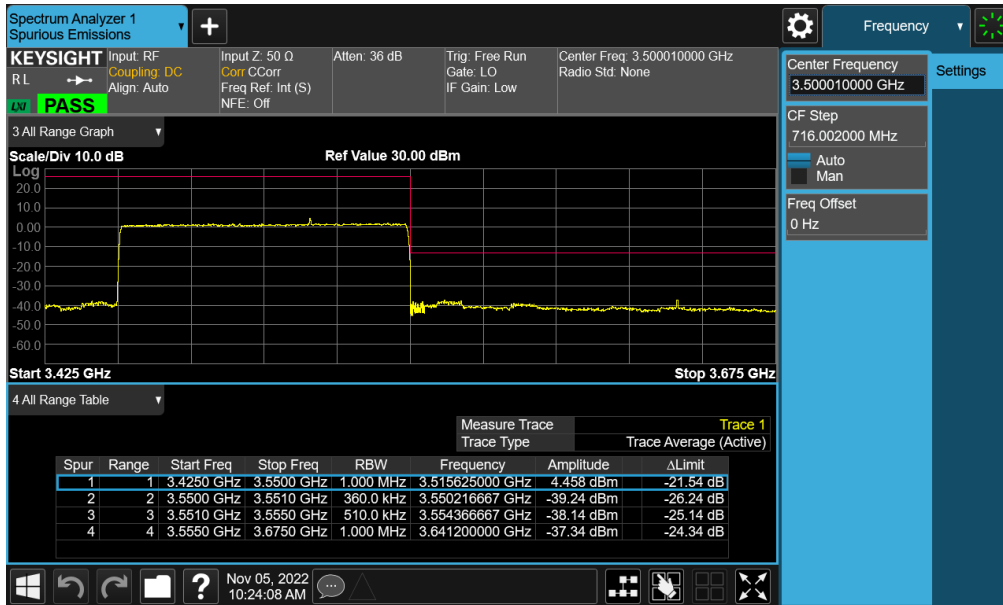 Spectrum Analyzer 1
Spurious Emissions
+
Frequency
KEYSIGHT
R L
LXI
PASS
Input: RF
Coupling: DC
Align: Auto
Input Z: 50 Ω
Corr CCorr
Freq Ref: Int (S)
NFE: Off
Atten: 36 dB
Trig: Free Run
Gate: LO
IF Gain: Low
Center Freq: 3.500010000 GHz
Radio Std: None
Center Frequency
3.500010000 GHz
Settings
CF Step
716.002000 MHz
Auto
Man
Freq Offset
0 Hz
3 All Range Graph
Scale/Div 10.0 dB
Ref Value 30.00 dBm
Log
20.0
10.0
0.00
-10.0
-20.0
-30.0
-40.0
-50.0
-60.0
Start 3.425 GHz
Stop 3.675 GHz
4 All Range Table
Measure Trace Trace 1
Trace Type Trace Average (Active)
Spur Range Start Freq Stop Freq RBW Frequency Amplitude ΔLimit
1 1 3.4250 GHz 3.5500 GHz 1.000 MHz 3.515625000 GHz 4.458 dBm -21.54 dB
2 2 3.5500 GHz 3.5510 GHz 360.0 kHz 3.550216667 GHz -39.24 dBm -26.24 dB
3 3 3.5510 GHz 3.5550 GHz 510.0 kHz 3.554366667 GHz -38.14 dBm -25.14 dB
4 4 3.5550 GHz 3.6750 GHz 1.000 MHz 3.641200000 GHz -37.34 dBm -24.34 dB
?
Nov 05, 2022
10:24:08 AM